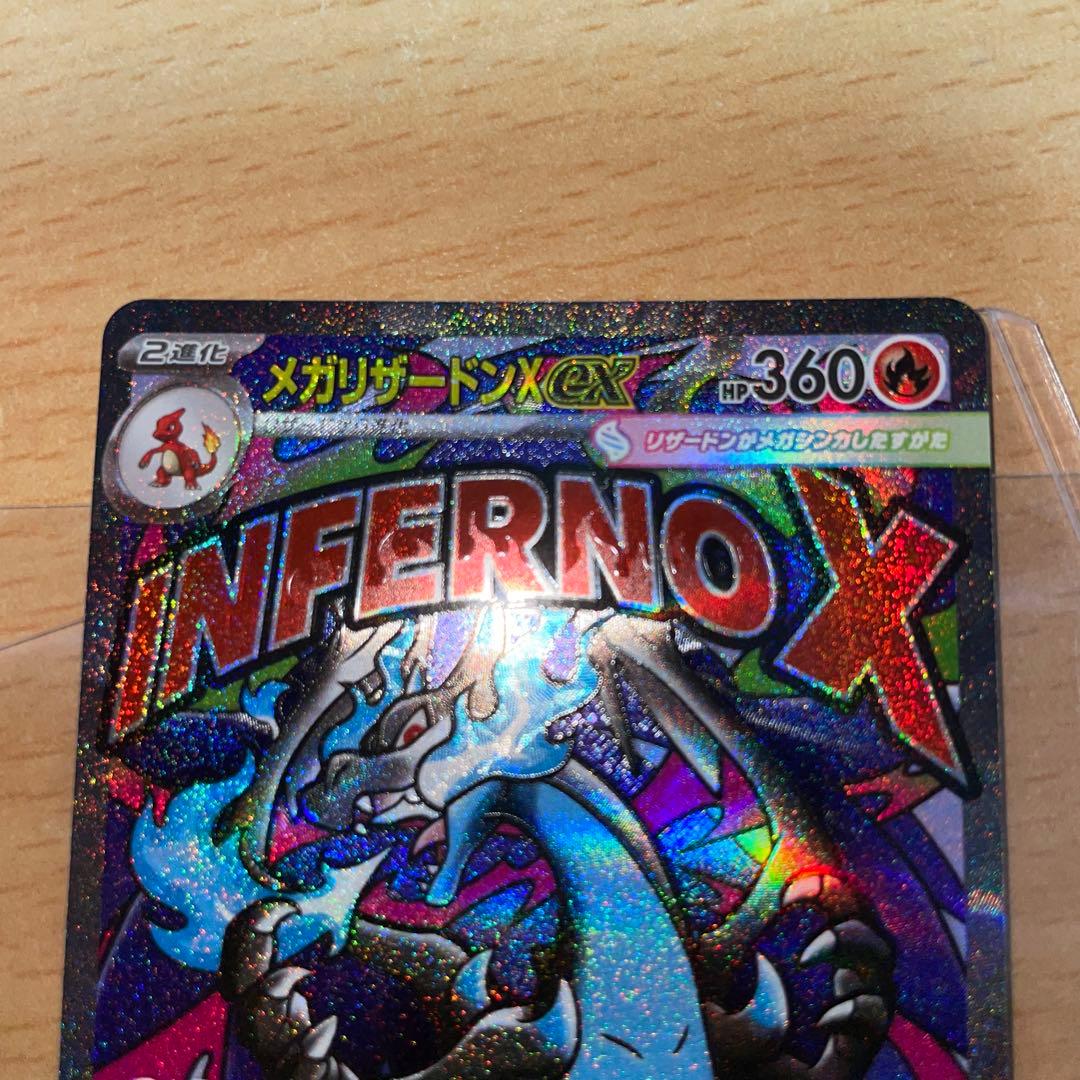 2進化
メガリザードンXex
HP360
リザードンがメガシンカしたすがた
INFERNO X